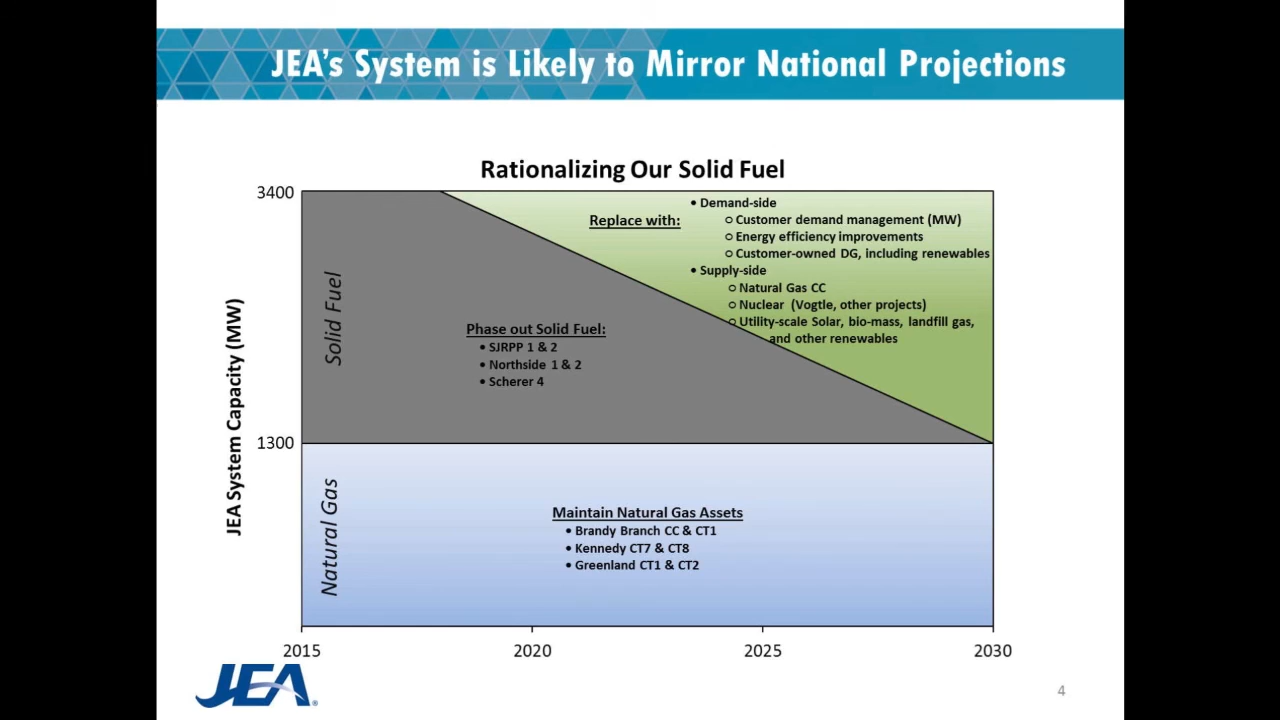 JEA's System is Likely to Mirror National Projections
Rationalizing Our Solid Fuel
3400
1300
JEA System Capacity (MW)
Solid Fuel
Natural Gas
Replace with:
• Demand-side
o Customer demand management (MW)
o Energy efficiency improvements
o Customer-owned DG, including renewables
• Supply-side
o Natural Gas CC
o Nuclear (Vogtle, other projects)
o Utility-scale Solar, bio-mass, landfill gas,
and other renewables
Phase out Solid Fuel:
• SJRPP 1 & 2
• Northside 1 & 2
• Scherer 4
Maintain Natural Gas Assets
• Brandy Branch CC & CT1
• Kennedy CT7 & CT8
• Greenland CT1 & CT2
2015 2020 2025 2030
JEA®
4